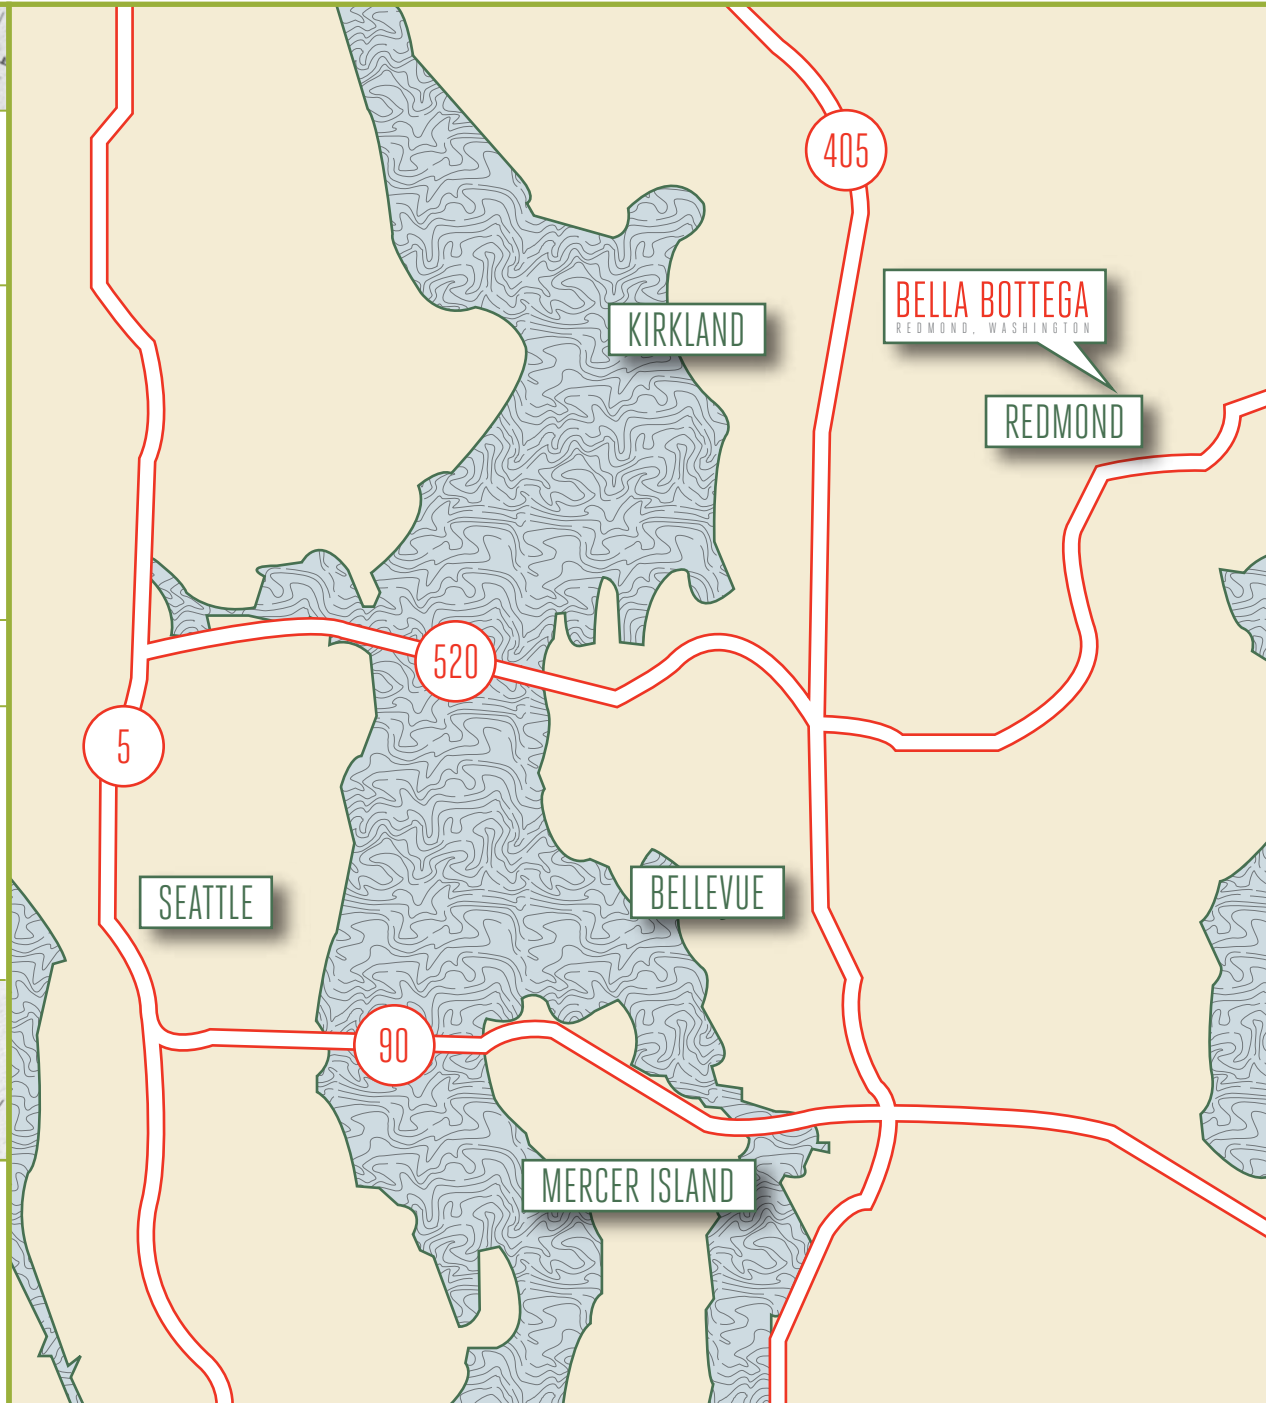 405
BELLA BOTTEGA
REDMOND, WASHINGTON
KIRKLAND
REDMOND
520
5
SEATTLE
BELLEVUE
90
MERCER ISLAND